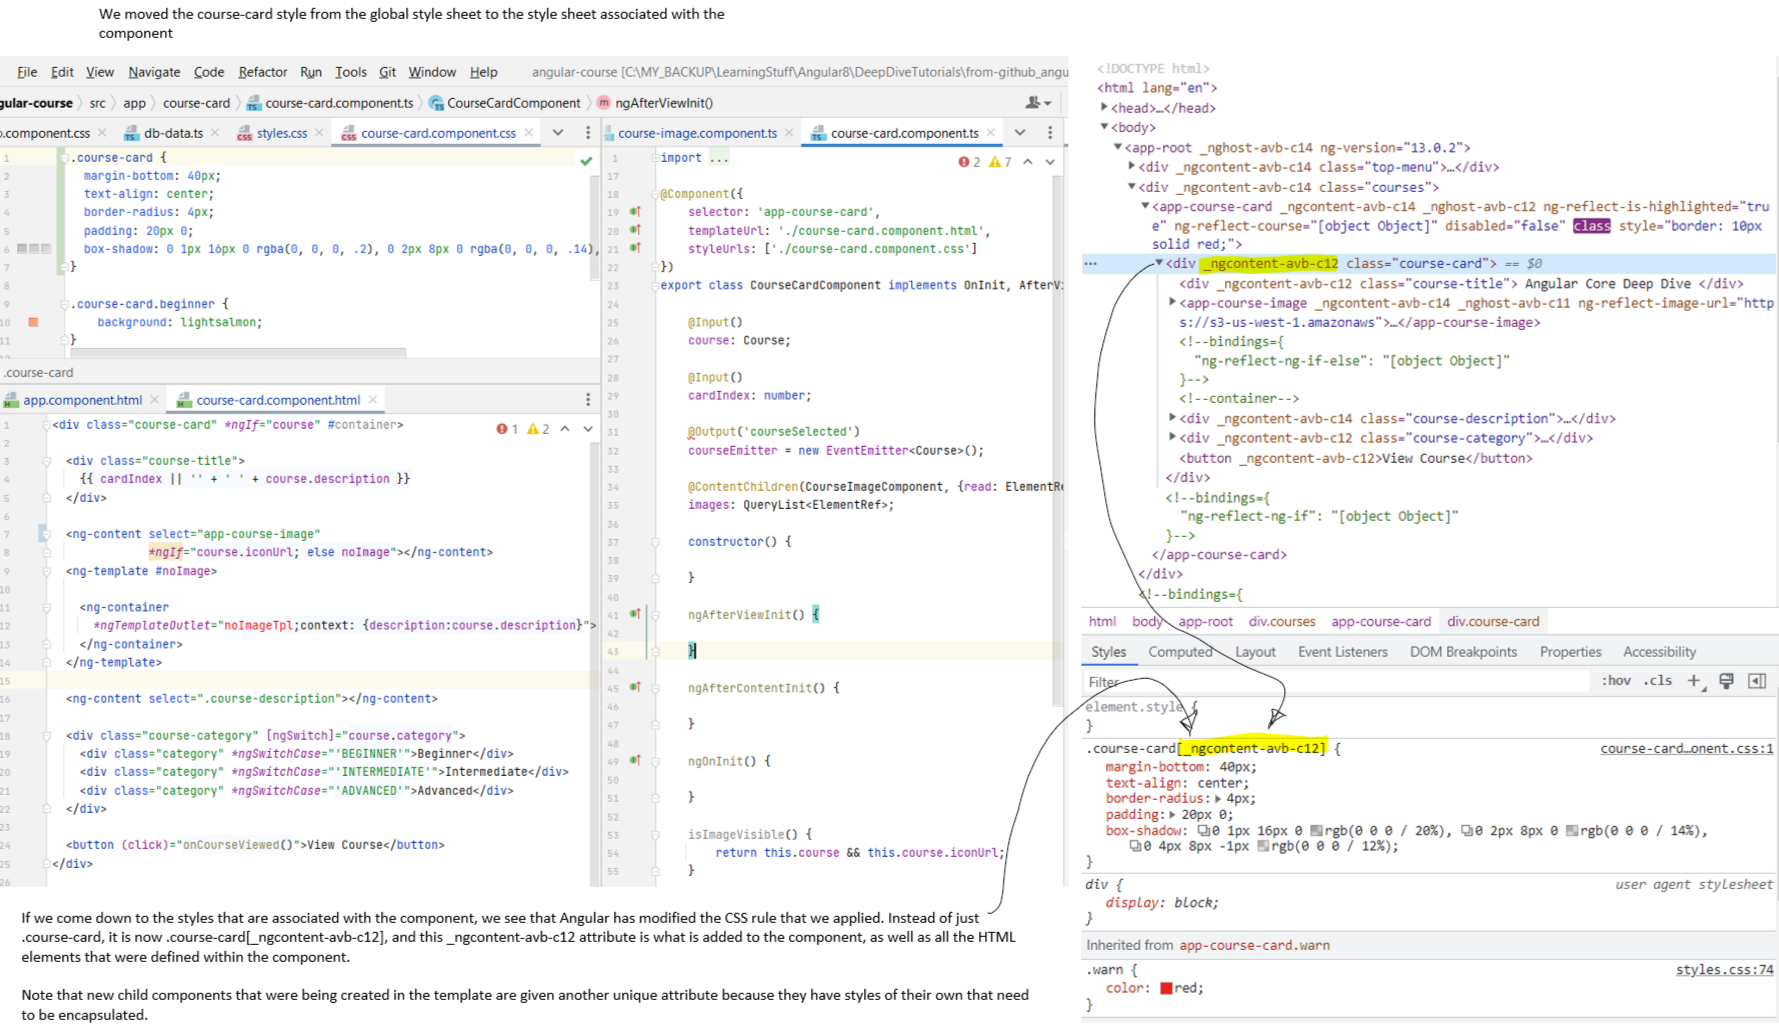 We moved the course-card style from the global style sheet to the style sheet associated with the
component
File Edit View Navigate Code Refactor Run Tools Git Window Help angular-course [C:\MY_BACKUP\LearningStuff\Angular8\DeepDiveTutorials\from-github_angu
gular-course src app course-card course-card.component.ts CourseCardComponent ngAfterViewInit()
o.component.css db-data.ts styles.css course-card.component.css
1 .course-card {
2 margin-bottom: 40px;
3 text-align: center;
4 border-radius: 4px;
5 padding: 20px 0;
6 box-shadow: 0 1px 16px 0 rgba(0, 0, 0, .2), 0 2px 8px 0 rgba(0, 0, 0, .14),
7 }
8
9 .course-card.beginner {
10 background: lightsalmon;
11 }
.course-card
app.component.html course-card.component.html
1 <div class="course-card" *ngIf="course" #container> 1 2
2
3 <div class="course-title">
4 {{ cardIndex || '' + ' ' + course.description }}
5 </div>
6
7 <ng-content select="app-course-image"
8 *ngIf="course.iconUrl; else noImage"></ng-content>
9 <ng-template #noImage>
10
11 <ng-container
12 *ngTemplateOutlet="noImageTpl;context: {description:course.description}">
13 </ng-container>
14 </ng-template>
15
16 <ng-content select=".course-description"></ng-content>
17
18 <div class="course-category" [ngSwitch]="course.category">
19 <div class="category" *ngSwitchCase="'BEGINNER'">Beginner</div>
20 <div class="category" *ngSwitchCase="'INTERMEDIATE'">Intermediate</div>
21 <div class="category" *ngSwitchCase="'ADVANCED'">Advanced</div>
22 </div>
23
24 <button (click)="onCourseViewed()">View Course</button>
25 </div>
26
course-image.component.ts course-card.component.ts
1 import ... 2 7
17
18 @Component({
19 selector: 'app-course-card',
20 templateUrl: './course-card.component.html',
21 styleUrls: ['./course-card.component.css']
22 })
23 export class CourseCardComponent implements OnInit, AfterVi
24
25 @Input()
26 course: Course;
27
28 @Input()
29 cardIndex: number;
30
31 @Output('courseSelected')
32 courseEmitter = new EventEmitter<Course>();
33
34 @ContentChildren(CourseImageComponent, {read: ElementRe
35 images: QueryList<ElementRef>;
36
37 constructor() {
38
39 }
40
41 ngAfterViewInit() {
42
43 }
44
45 ngAfterContentInit() {
46
47 }
48
49 ngOnInit() {
50
51 }
52
53 isImageVisible() {
54 return this.course && this.course.iconUrl;
55 }
<!DOCTYPE html>
<html lang="en">
<head>…</head>
<body>
<app-root _nghost-avb-c14 ng-version="13.0.2">
<div _ngcontent-avb-c14 class="top-menu">…</div>
<div _ngcontent-avb-c14 class="courses">
<app-course-card _ngcontent-avb-c14 _nghost-avb-c12 ng-reflect-is-highlighted="tru
e" ng-reflect-course="[object Object]" disabled="false" class style="border: 10px
solid red;">
<div _ngcontent-avb-c12 class="course-card"> == $0
<div _ngcontent-avb-c12 class="course-title"> Angular Core Deep Dive </div>
<app-course-image _ngcontent-avb-c14 _nghost-avb-c11 ng-reflect-image-url="http
s://s3-us-west-1.amazonaws">…</app-course-image>
<!--bindings={
"ng-reflect-ng-if-else": "[object Object]"
}-->
<!--container-->
<div _ngcontent-avb-c14 class="course-description">…</div>
<div _ngcontent-avb-c12 class="course-category">…</div>
<button _ngcontent-avb-c12>View Course</button>
</div>
<!--bindings={
"ng-reflect-ng-if": "[object Object]"
}-->
</app-course-card>
</div>
<!--bindings={
html body app-root div.courses app-course-card div.course-card
Styles Computed Layout Event Listeners DOM Breakpoints Properties Accessibility
Filter :hov .cls +
element.style {
}
.course-card[_ngcontent-avb-c12] { course-card…onent.css:1
margin-bottom: 40px;
text-align: center;
border-radius: 4px;
padding: 20px 0;
box-shadow: 0 1px 16px 0 rgb(0 0 0 / 20%), 0 2px 8px 0 rgb(0 0 0 / 14%),
0 4px 8px -1px rgb(0 0 0 / 12%);
}
div { user agent stylesheet
display: block;
}
Inherited from app-course-card.warn
.warn { styles.css:74
color: red;
}
If we come down to the styles that are associated with the component, we see that Angular has modified the CSS rule that we applied. Instead of just
.course-card, it is now .course-card[_ngcontent-avb-c12], and this _ngcontent-avb-c12 attribute is what is added to the component, as well as all the HTML
elements that were defined within the component.
Note that new child components that were being created in the template are given another unique attribute because they have styles of their own that need
to be encapsulated.